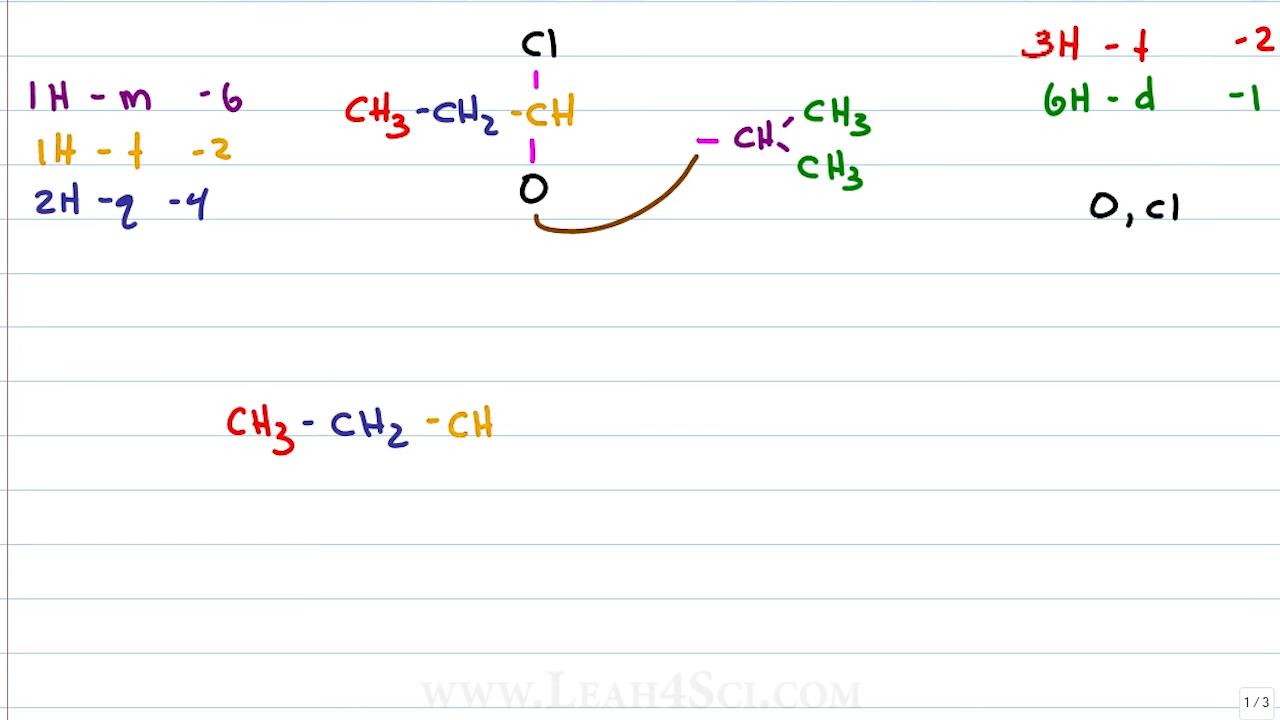 1H - m -6
1H - t -2
2H - q -4
Cl
CH3 - CH2 - CH
O
- CH
CH3
CH3
3H - t -2
6H - d -1
O, Cl
CH3 - CH2 - CH
www.Leah4Sci.com
1 / 3